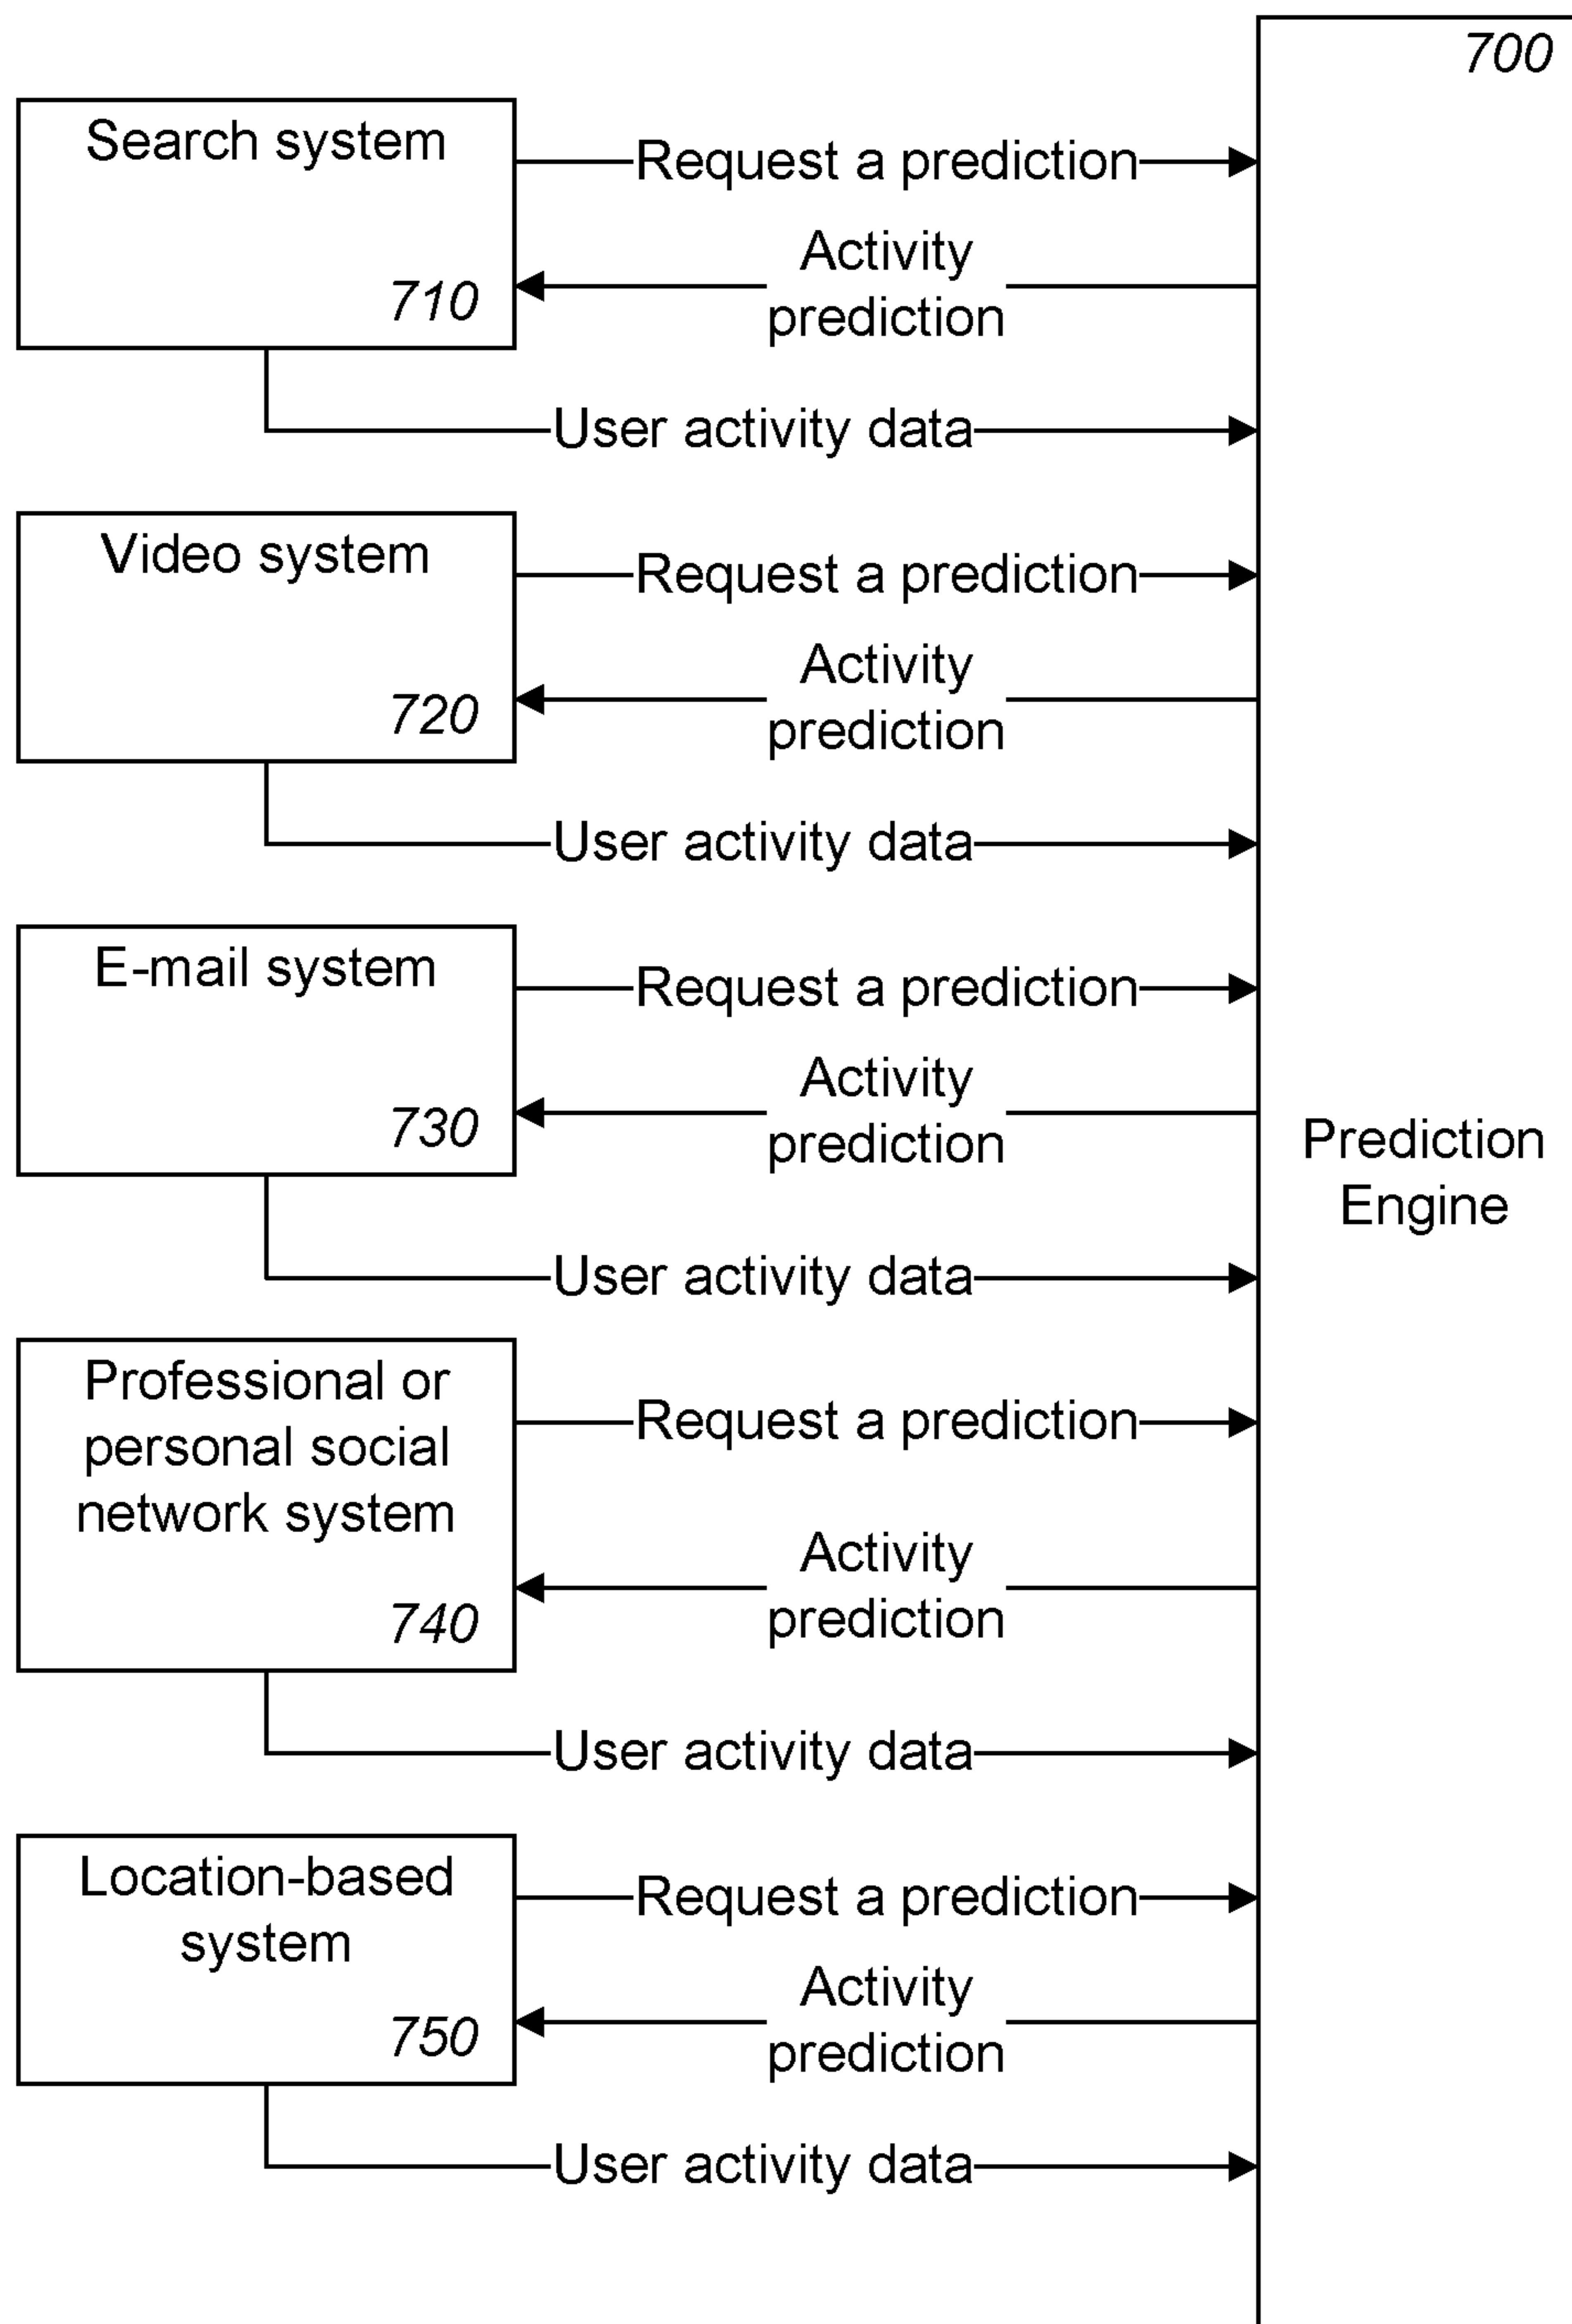 700
Search system
710
Request a prediction
Activity
prediction
User activity data
Video system
720
Request a prediction
Activity
prediction
User activity data
E-mail system
730
Request a prediction
Activity
prediction
User activity data
Prediction
Engine
Professional or
personal social
network system
740
Request a prediction
Activity
prediction
User activity data
Location-based
system
750
Request a prediction
Activity
prediction
User activity data